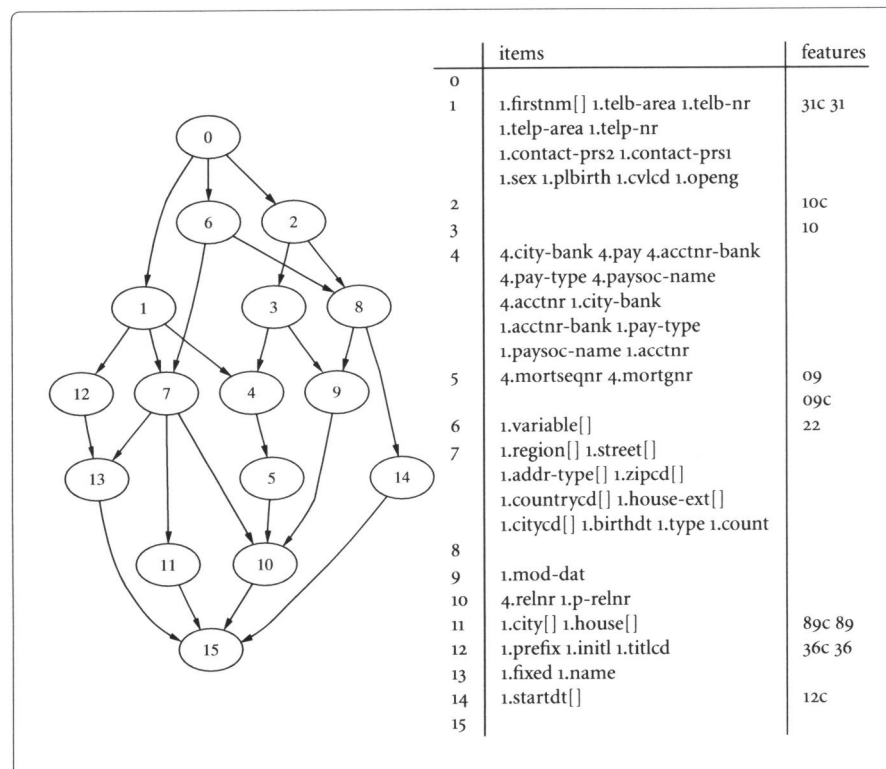 items features
0
1 1.firstnm[] 1.telb-area 1.telb-nr 31c 31
1.telp-area 1.telp-nr
1.contact-prs2 1.contact-prs1
1.sex 1.plbirth 1.cvlcd 1.openg
2 10c
3 10
4 4.city-bank 4.pay 4.acctnr-bank
4.pay-type 4.paysoc-name
4.acctnr 1.city-bank
1.acctnr-bank 1.pay-type
1.paysoc-name 1.acctnr
5 4.mortseqnr 4.mortgnr 09
09c
6 1.variable[] 22
7 1.region[] 1.street[]
1.addr-type[] 1.zipcd[]
1.countrycd[] 1.house-ext[]
1.citycd[] 1.birthdt 1.type 1.count
8
9 1.mod-dat
10 4.relnr 1.p-relnr
11 1.city[] 1.house[] 89c 89
12 1.prefix 1.initl 1.titlcd 36c 36
13 1.fixed 1.name
14 1.startdt[] 12c
15
0
6 2
1 3 8
12 7 4 9
13 5 14
11 10
15